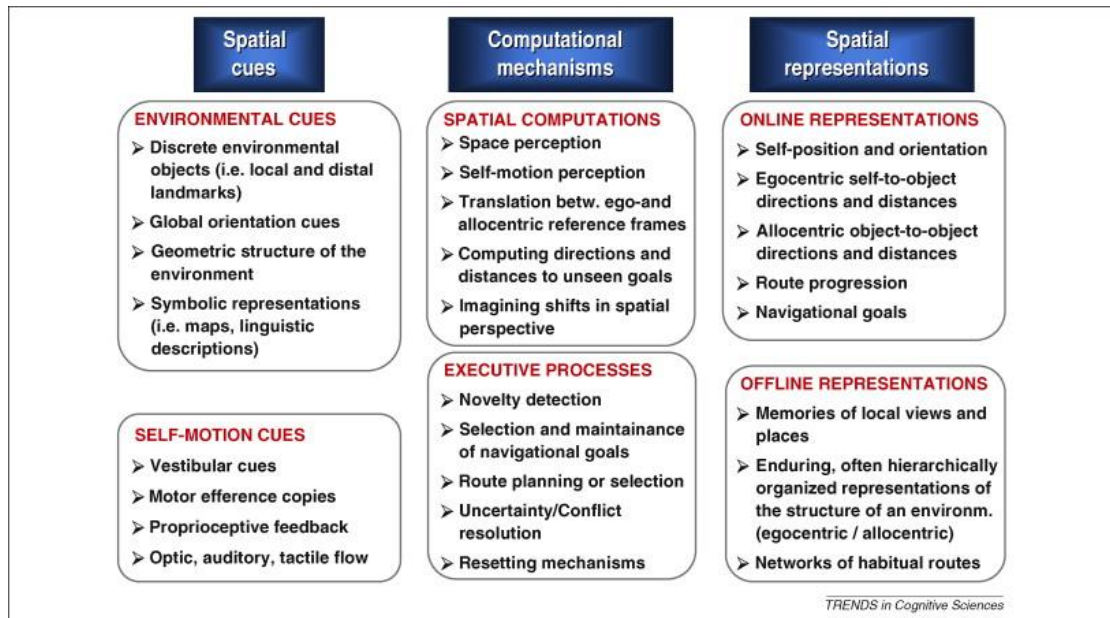 Spatial
cues
ENVIRONMENTAL CUES
➢ Discrete environmental
objects (i.e. local and distal
landmarks)
➢ Global orientation cues
➢ Geometric structure of the
environment
➢ Symbolic representations
(i.e. maps, linguistic
descriptions)
SELF-MOTION CUES
➢ Vestibular cues
➢ Motor efference copies
➢ Proprioceptive feedback
➢ Optic, auditory, tactile flow
Computational
mechanisms
SPATIAL COMPUTATIONS
➢ Space perception
➢ Self-motion perception
➢ Translation betw. ego-and
allocentric reference frames
➢ Computing directions and
distances to unseen goals
➢ Imagining shifts in spatial
perspective
EXECUTIVE PROCESSES
➢ Novelty detection
➢ Selection and maintainance
of navigational goals
➢ Route planning or selection
➢ Uncertainty/Conflict
resolution
➢ Resetting mechanisms
Spatial
representations
ONLINE REPRESENTATIONS
➢ Self-position and orientation
➢ Egocentric self-to-object
directions and distances
➢ Allocentric object-to-object
directions and distances
➢ Route progression
➢ Navigational goals
OFFLINE REPRESENTATIONS
➢ Memories of local views and
places
➢ Enduring, often hierarchically
organized representations of
the structure of an environm.
(egocentric / allocentric)
➢ Networks of habitual routes
TRENDS in Cognitive Sciences